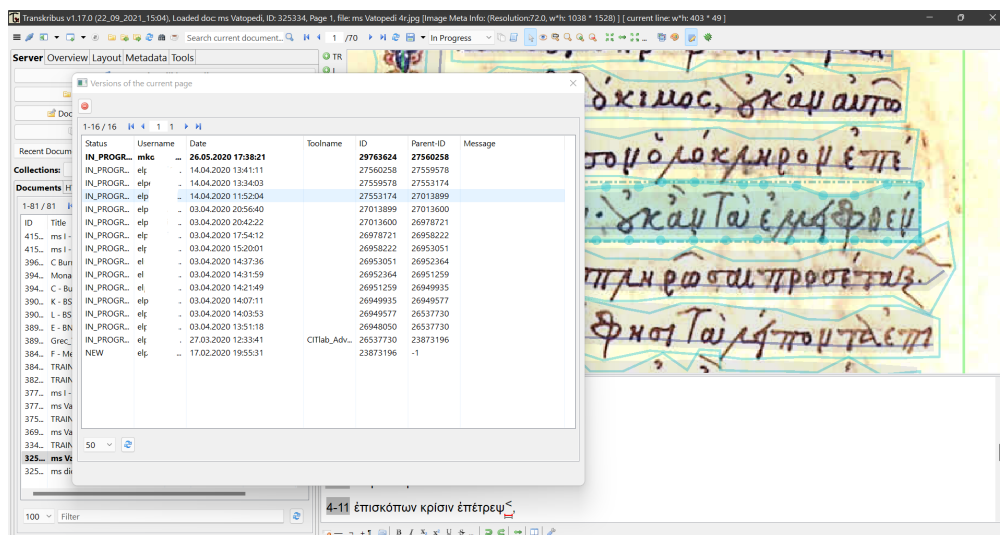 Transkribus v1.17.0 (22_09_2021_15:04), Loaded doc: ms Vatopedi, ID: 325334, Page 1, file: ms Vatopedi 4r.jpg [Image Meta Info: (Resolution:72.0, w*h: 1038 * 1528) ] [ current line: w*h: 403 * 49 ]
Search current document... 1 /70 In Progress
Server Overview Layout Metadata Tools
TR
Versions of the current page
Doc
Recent Docum
Collections:
Documents H
1-81 / 81
ID Title
415... ms I -
415... ms I -
396... C Burn
394... Mona
394... C - Bu
390... K - BS
390... L - BS
389... E - BN
389... Grec_
384... F - Me
384... TRAIN
382... TRAIN
377... ms I -
377... ms Va
375... TRAIN
369... ms Va
334... TRAIN
325... ms Va
325... ms di
100 Filter
1-16 / 16 1 1
Status Username Date Toolname ID Parent-ID Message
IN_PROGR... mkc ... 26.05.2020 17:38:21 29763624 27560258
IN_PROGR... elp .. 14.04.2020 13:41:11 27560258 27559578
IN_PROGR... elp .. 14.04.2020 13:34:03 27559578 27553174
IN_PROGR... elp .. 14.04.2020 11:52:04 27553174 27013899
IN_PROGR... elp .. 03.04.2020 20:56:40 27013899 27013600
IN_PROGR... elp .. 03.04.2020 20:42:22 27013600 26978721
IN_PROGR... elp .. 03.04.2020 17:54:12 26978721 26958222
IN_PROGR... elp .. 03.04.2020 15:20:01 26958222 26953051
IN_PROGR... el .. 03.04.2020 14:37:36 26953051 26952364
IN_PROGR... elp .. 03.04.2020 14:31:59 26952364 26951259
IN_PROGR... el .. 03.04.2020 14:21:49 26951259 26949935
IN_PROGR... elp .. 03.04.2020 14:07:11 26949935 26949577
IN_PROGR... elp .. 03.04.2020 14:03:53 26949577 26537730
IN_PROGR... elp .. 03.04.2020 13:51:18 26948050 26537730
IN_PROGR... elp .. 27.03.2020 12:33:41 CITlab_Adv... 26537730 23873196
NEW elp ... 17.02.2020 19:55:31 23873196 -1
50
4-11 ἐπισκόπων κρίσιν ἐπέτρεψ<,